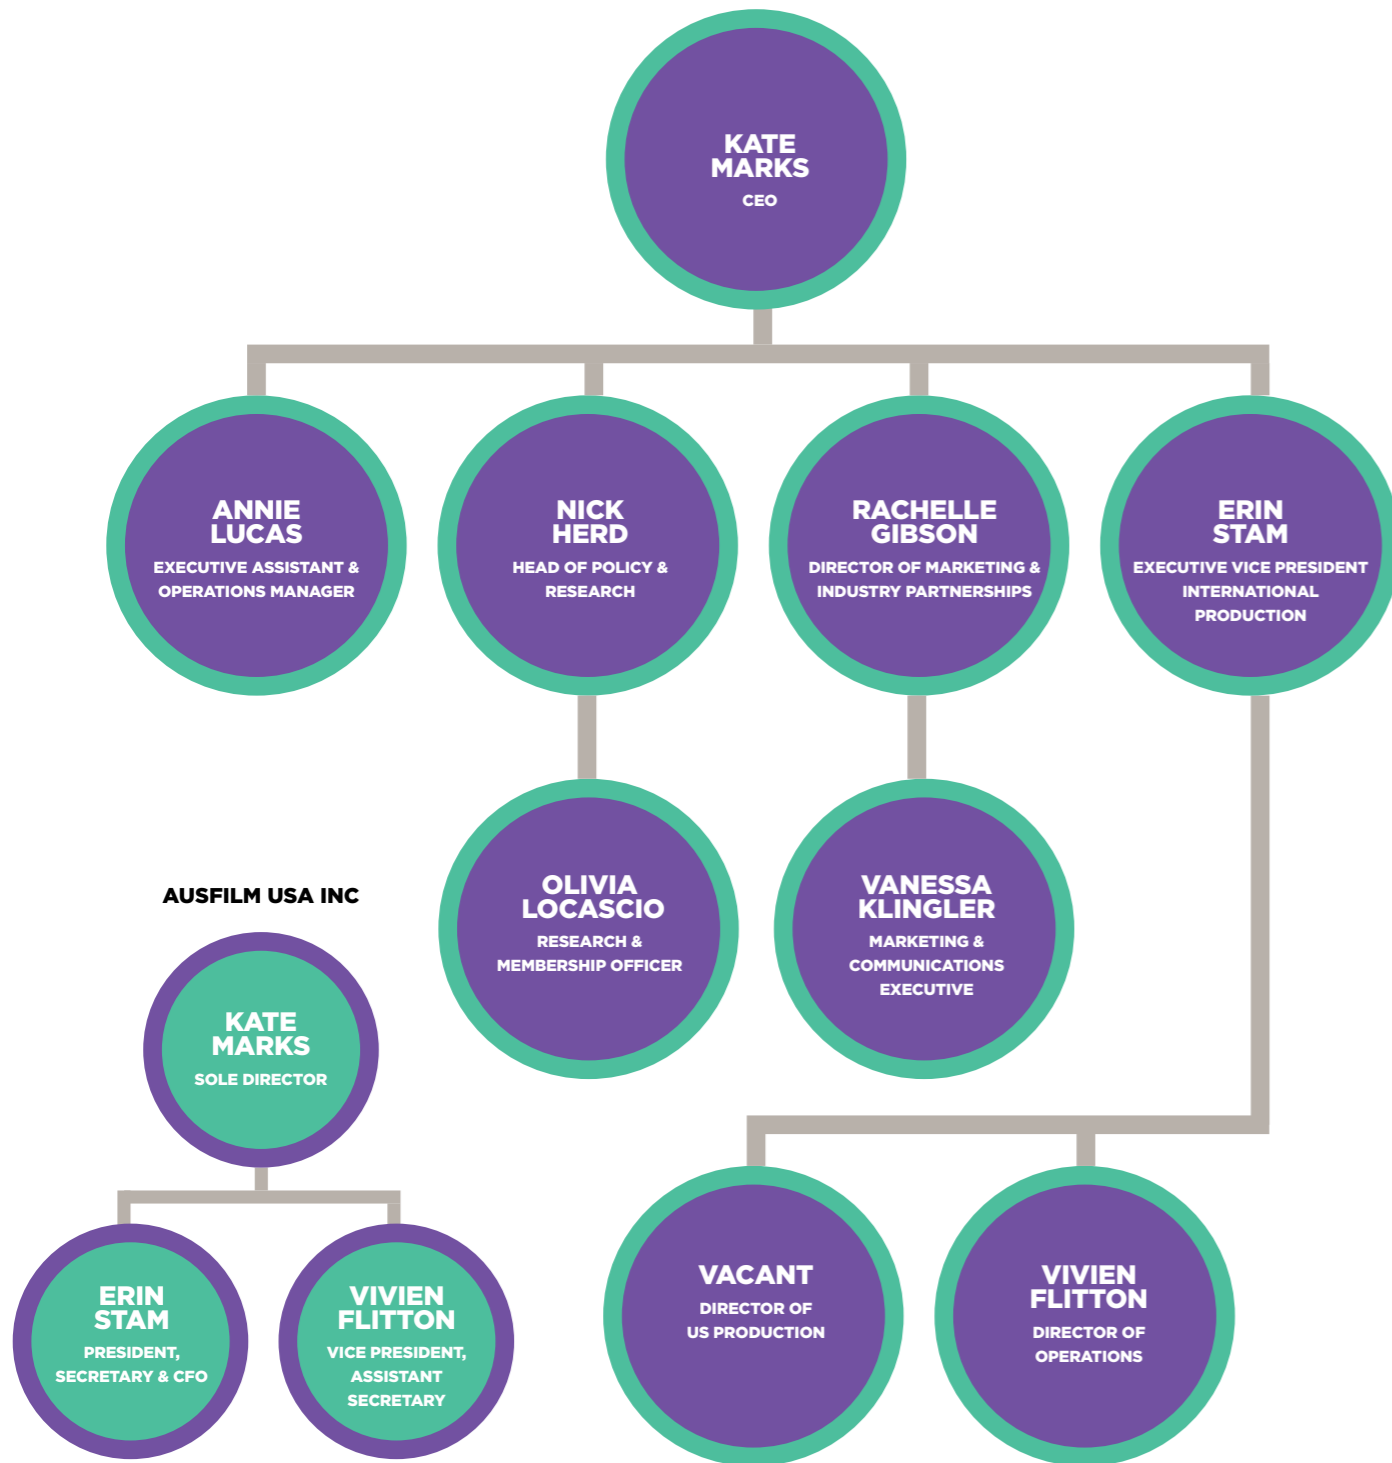 KATE
MARKS
CEO
ANNIE
LUCAS
EXECUTIVE ASSISTANT &
OPERATIONS MANAGER
NICK
HERD
HEAD OF POLICY &
RESEARCH
RACHELLE
GIBSON
DIRECTOR OF MARKETING &
INDUSTRY PARTNERSHIPS
ERIN
STAM
EXECUTIVE VICE PRESIDENT
INTERNATIONAL
PRODUCTION
OLIVIA
LOCASCIO
RESEARCH &
MEMBERSHIP OFFICER
VANESSA
KLINGLER
MARKETING &
COMMUNICATIONS
EXECUTIVE
VACANT
DIRECTOR OF
US PRODUCTION
VIVIEN
FLITTON
DIRECTOR OF
OPERATIONS
AUSFILM USA INC
KATE
MARKS
SOLE DIRECTOR
ERIN
STAM
PRESIDENT,
SECRETARY & CFO
VIVIEN
FLITTON
VICE PRESIDENT,
ASSISTANT
SECRETARY